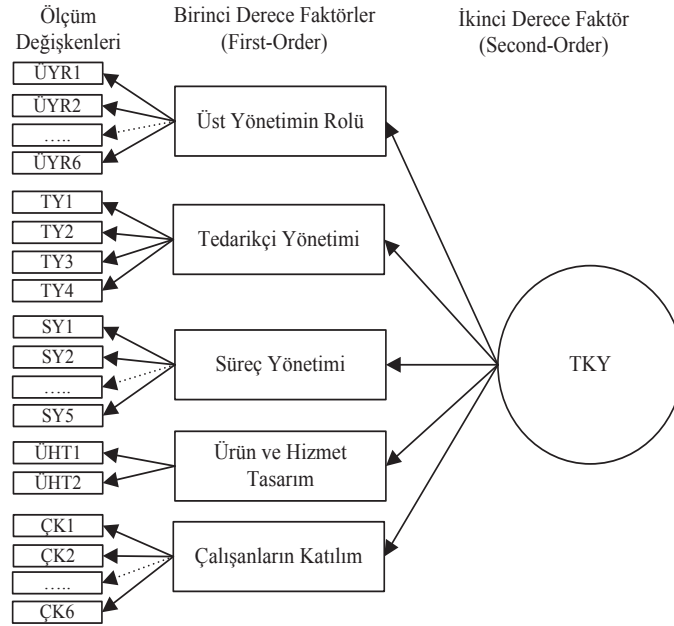 Ölçüm
Değişkenleri
Birinci Derece Faktörler
(First-Order)
İkinci Derece Faktör
(Second-Order)
ÜYR1
ÜYR2
.....
ÜYR6
Üst Yönetimin Rolü
TY1
TY2
TY3
TY4
Tedarikçi Yönetimi
SY1
SY2
.....
SY5
Süreç Yönetimi
TKY
ÜHT1
ÜHT2
Ürün ve Hizmet
Tasarım
ÇK1
ÇK2
.....
ÇK6
Çalışanların Katılım